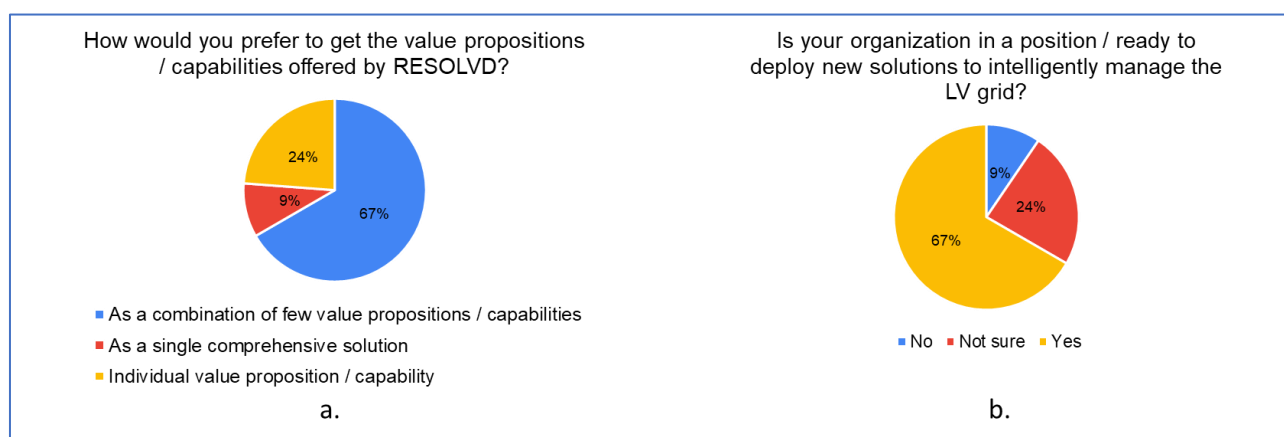 How would you prefer to get the value propositions
/ capabilities offered by RESOLVD?
24%
9%
67%
As a combination of few value propositions / capabilities
As a single comprehensive solution
Individual value proposition / capability
a.
Is your organization in a position / ready to
deploy new solutions to intelligently manage the
LV grid?
9%
24%
67%
No Not sure Yes
b.